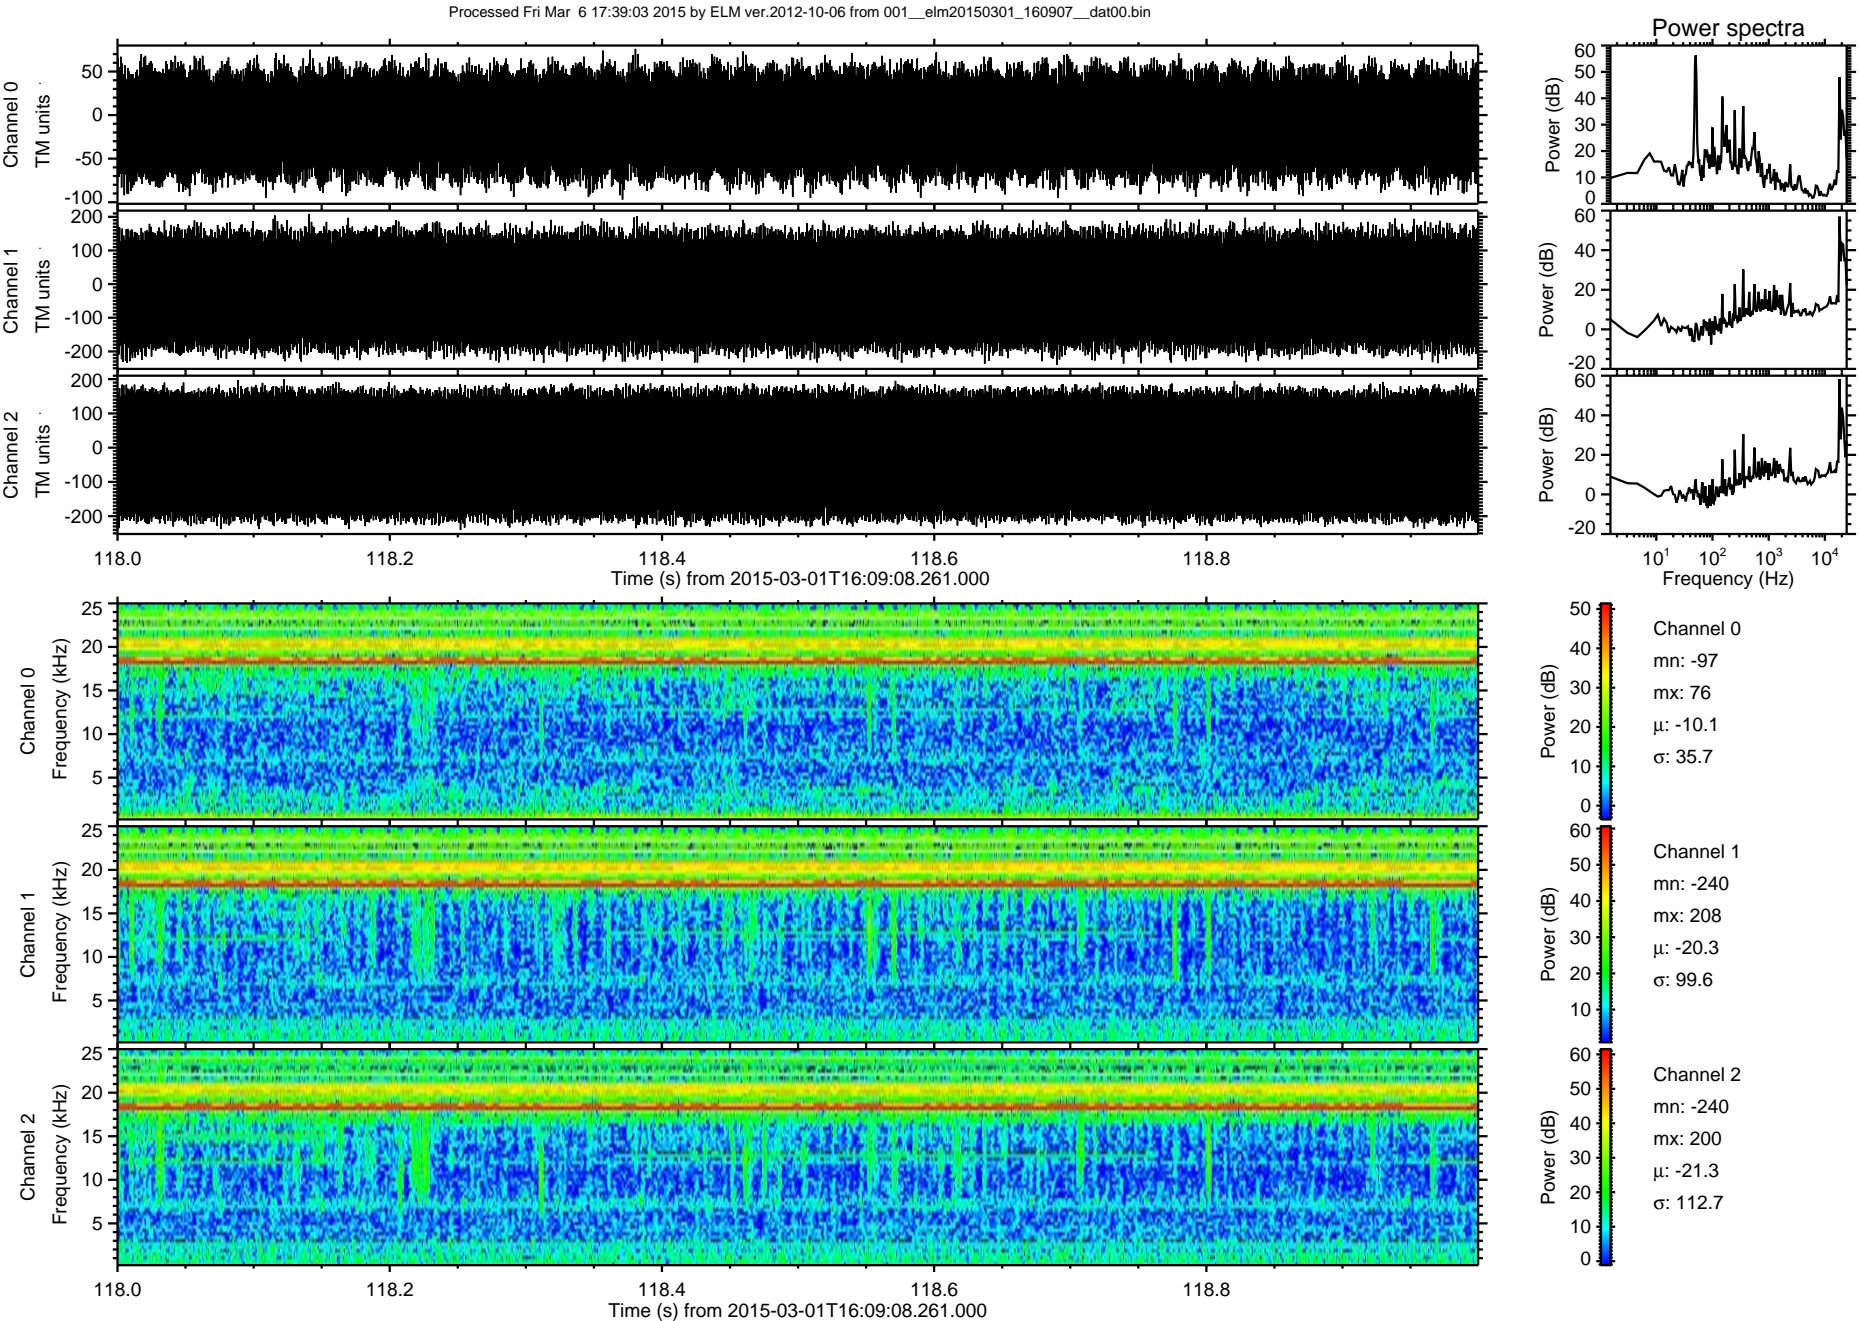 Processed Fri Mar  6 17:39:03 2015 by ELM ver.2012-10-06 from 001__elm20150301_160907__dat00.bin
Power spectra
Channel 0
TM units
50
0
-50
-100
Power (dB)
60
50
40
30
20
10
0
Channel 1
TM units
200
100
0
-100
-200
Power (dB)
60
40
20
0
-20
Channel 2
TM units
200
100
0
-100
-200
Power (dB)
60
40
20
0
-20
118.0 118.2 118.4 118.6 118.8
Time (s) from 2015-03-01T16:09:08.261.000
10¹ 10² 10³ 10⁴
Frequency (Hz)
Channel 0
Frequency (kHz)
25
20
15
10
5
Power (dB)
50
40
30
20
10
0
Channel 0
mn: -97
mx: 76
μ: -10.1
σ: 35.7
Channel 1
Frequency (kHz)
25
20
15
10
5
Power (dB)
60
50
40
30
20
10
Channel 1
mn: -240
mx: 208
μ: -20.3
σ: 99.6
Channel 2
Frequency (kHz)
25
20
15
10
5
Power (dB)
60
50
40
30
20
10
0
Channel 2
mn: -240
mx: 200
μ: -21.3
σ: 112.7
118.0 118.2 118.4 118.6 118.8
Time (s) from 2015-03-01T16:09:08.261.000